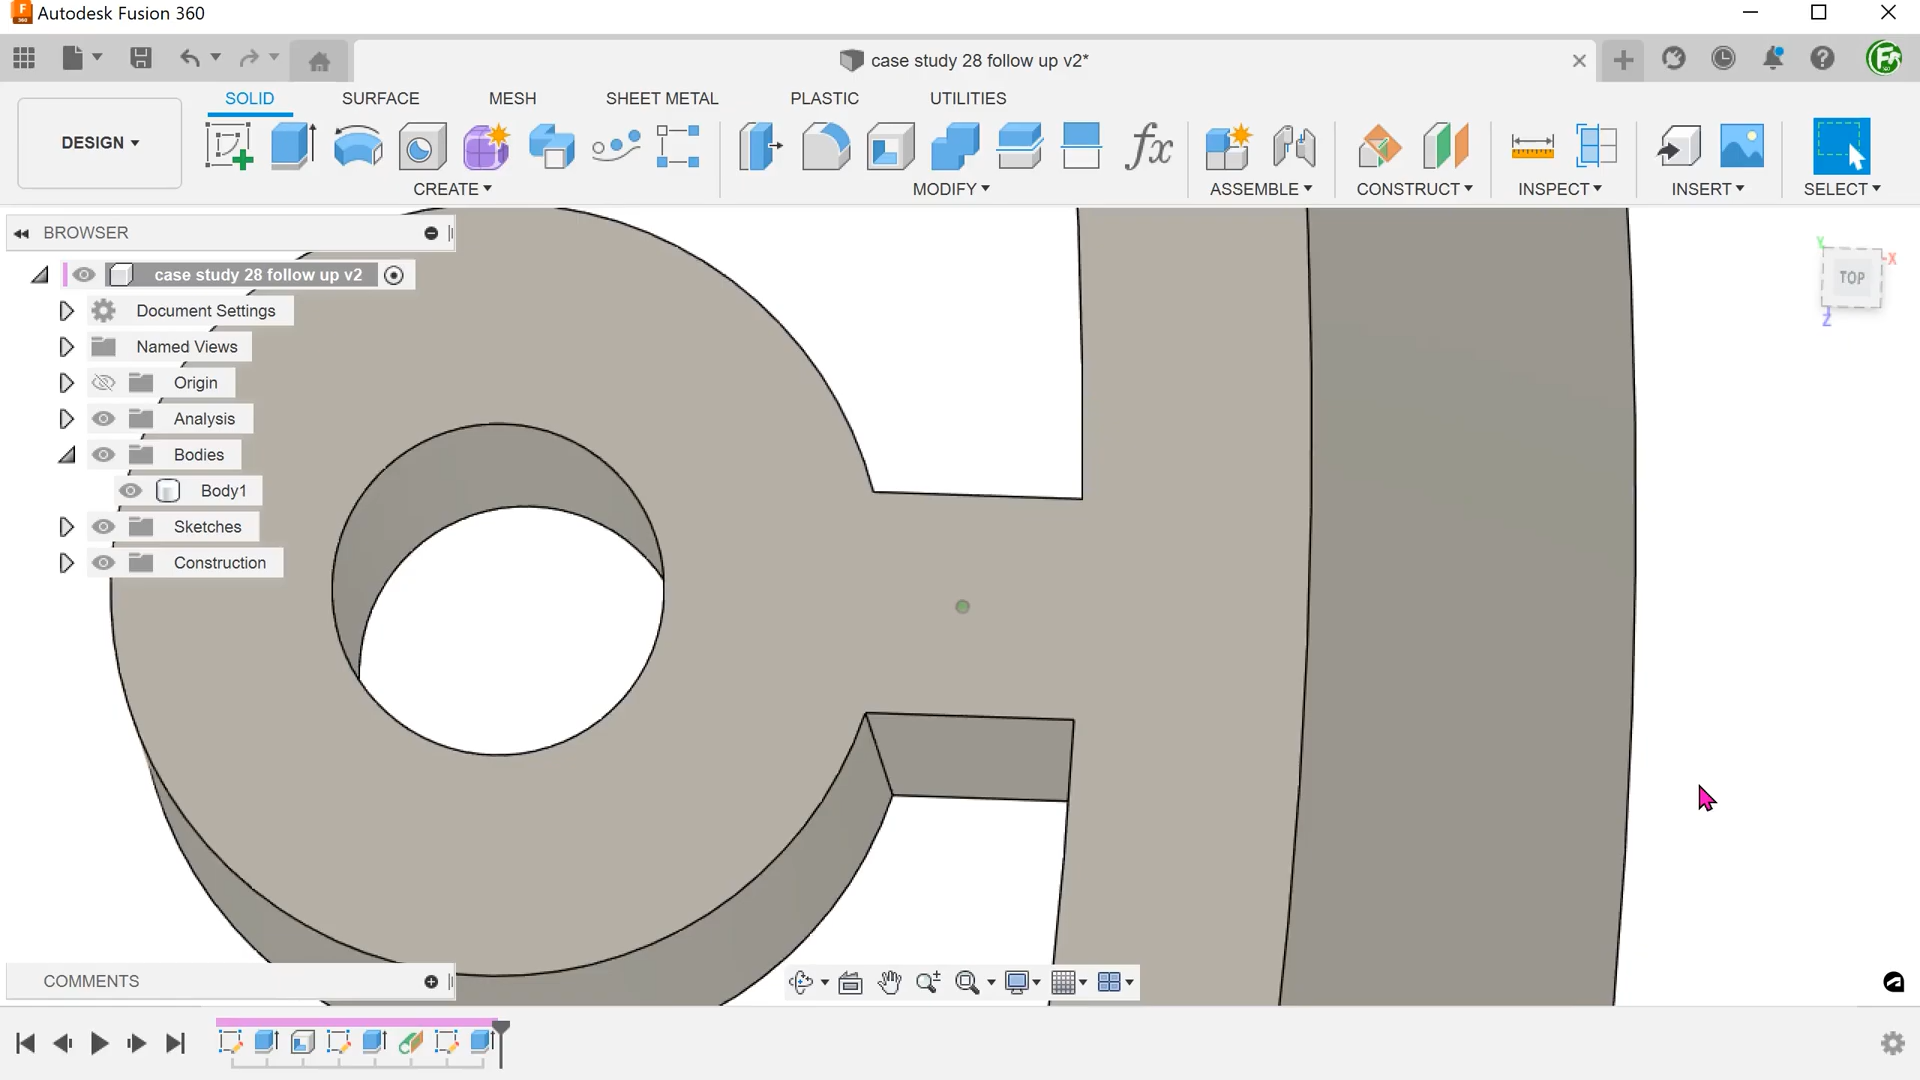 Autodesk Fusion 360
case study 28 follow up v2*
DESIGN
SOLID SURFACE MESH SHEET METAL PLASTIC UTILITIES
fx
CREATE MODIFY ASSEMBLE CONSTRUCT INSPECT INSERT SELECT
BROWSER
case study 28 follow up v2
Document Settings
Named Views
Origin
Analysis
Bodies
Body1
Sketches
Construction
Y
X
TOP
Z
COMMENTS